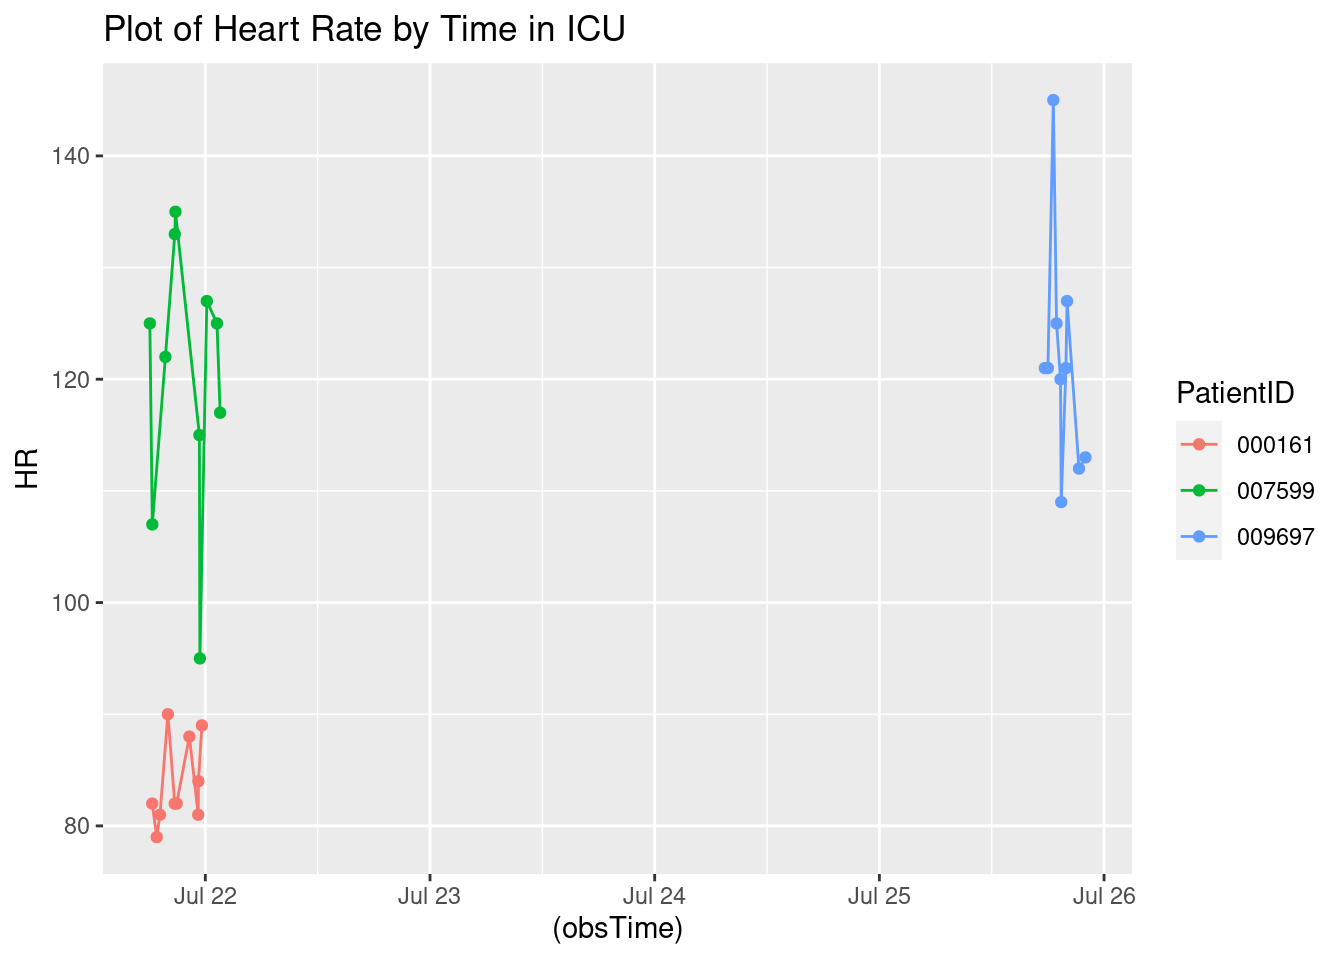 Plot of Heart Rate by Time in ICU
HR
140
120
100
80
Jul 22 Jul 23 Jul 24 Jul 25 Jul 26
(obsTime)
PatientID
000161
007599
009697